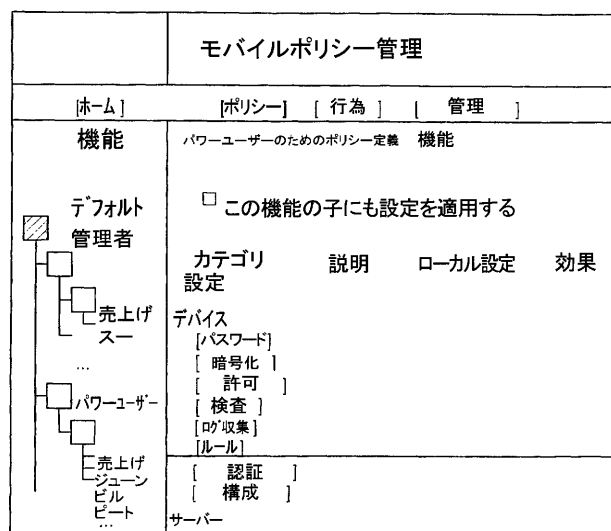 モバイルポリシー管理
[ホーム] [ポリシー] [ 行為 ] [ 管理 ]
機能
デフォルト
管理者
売上げ
スー
...
パワーユーザー
売上げ
ジューン
ビル
ピート
...
パワーユーザーのためのポリシー定義 機能
この機能の子にも設定を適用する
カテゴリ 説明 ローカル設定 効果
設定
デバイス
[パスワード]
[ 暗号化 ]
[ 許可 ]
[ 検査 ]
[ログ収集]
[ルール]
[ 認証 ]
[ 構成 ]
サーバー